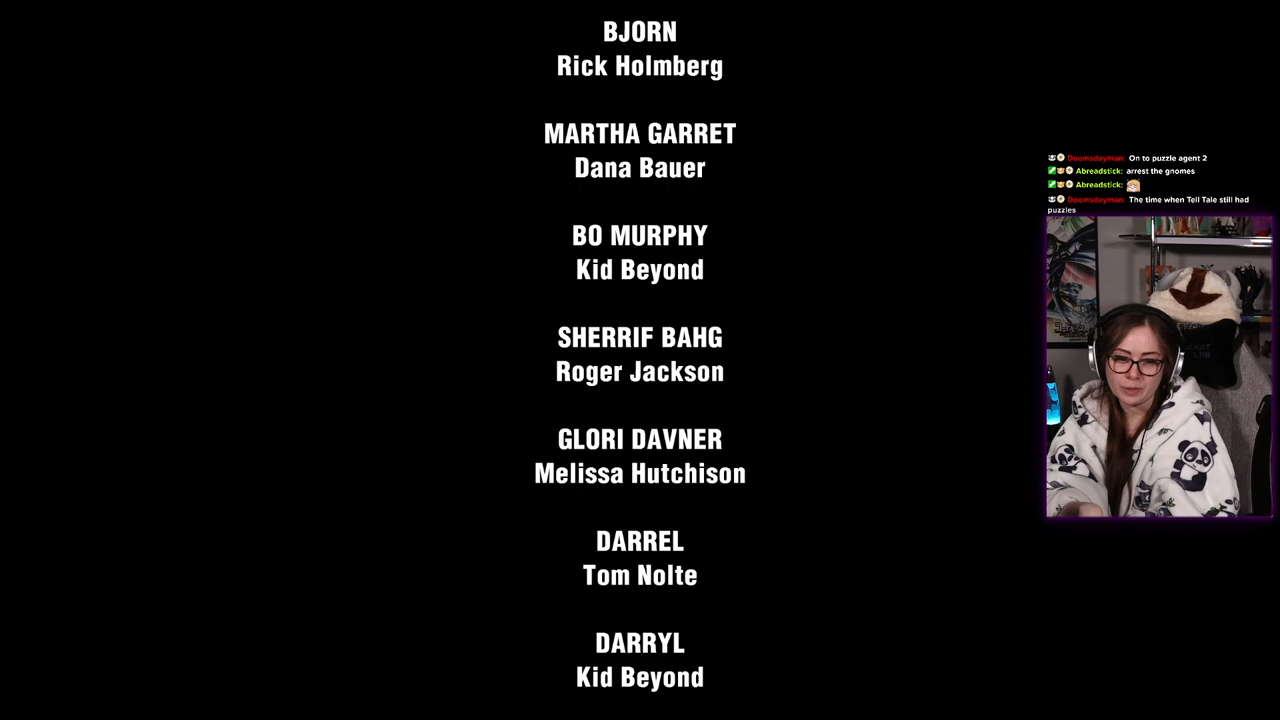 BJORN
Rick Holmberg
MARTHA GARRET
Dana Bauer
BO MURPHY
Kid Beyond
SHERRIF BAHG
Roger Jackson
GLORI DAVNER
Melissa Hutchison
DARREL
Tom Nolte
DARRYL
Kid Beyond
Doomsdayman: On to puzzle agent 2
Abreadstick: arrest the gnomes
Abreadstick:
Doomsdayman: The time when Tell Tale still had
puzzles